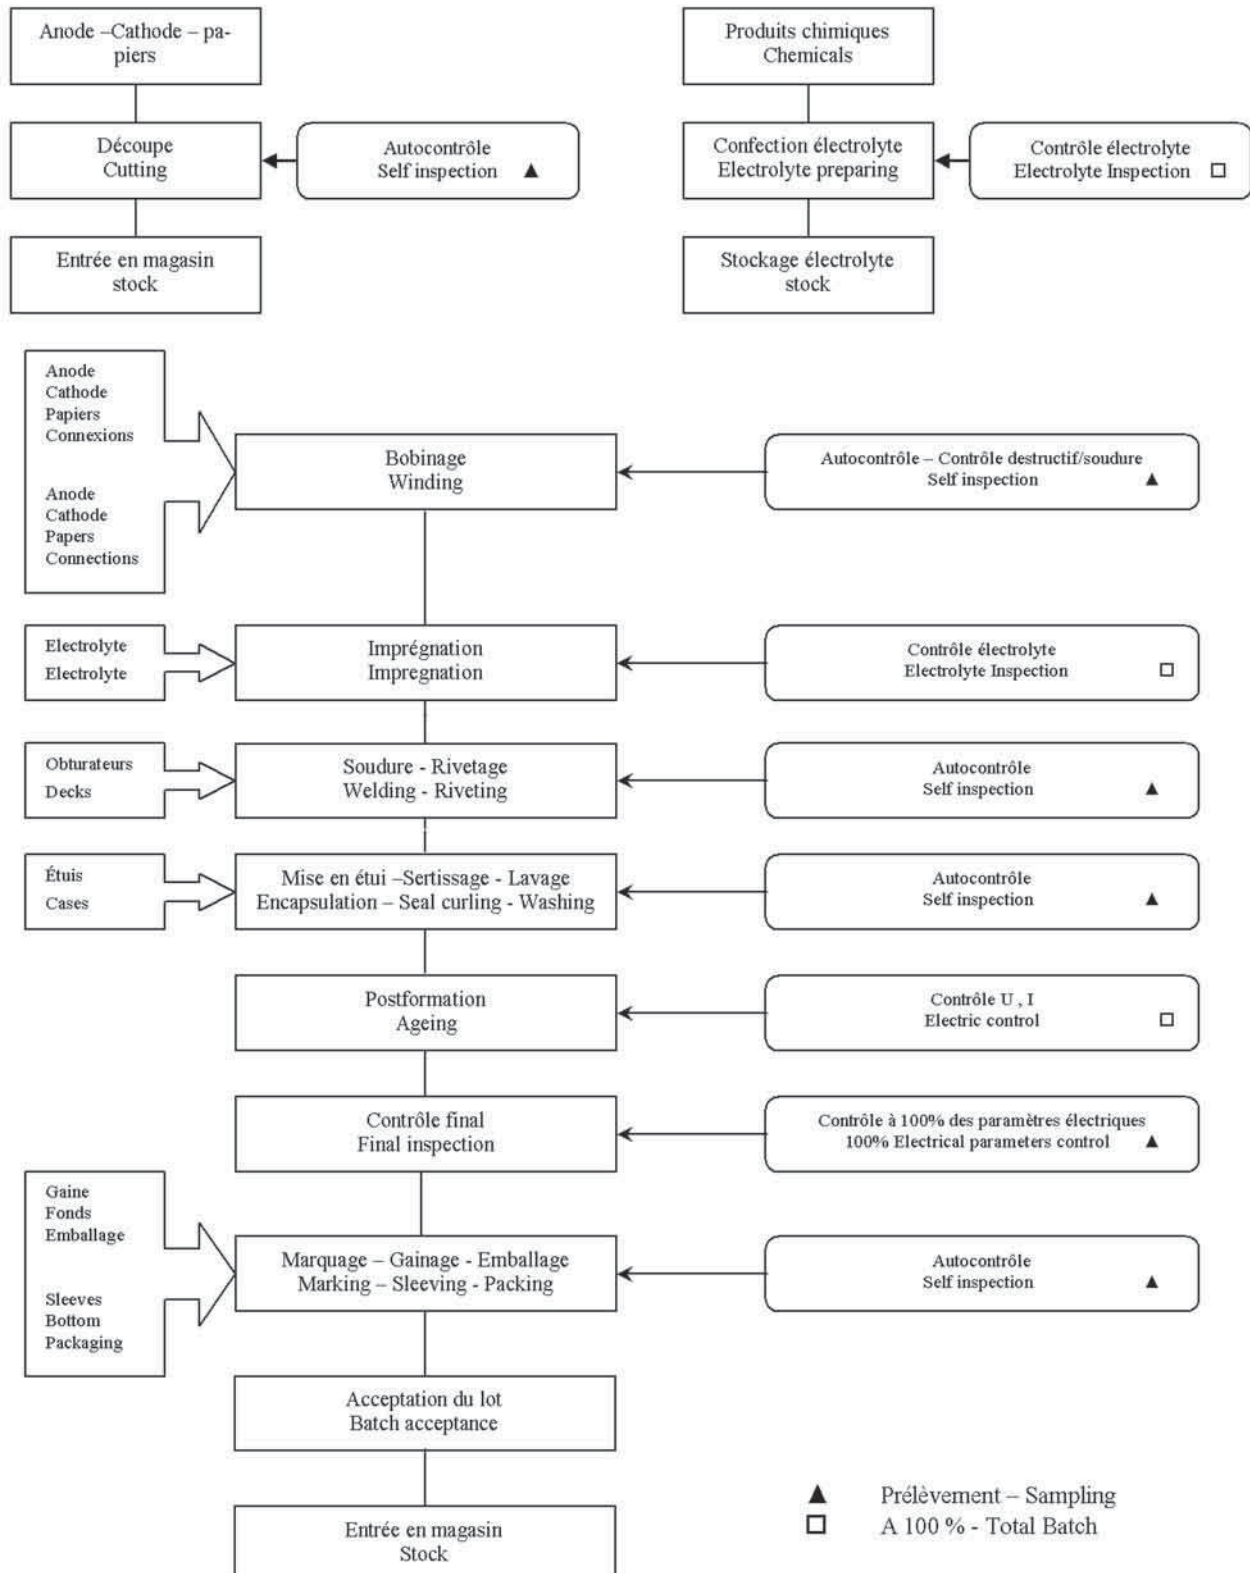 Anode –Cathode – pa-
piers
Découpe
Cutting
Autocontrôle
Self inspection ▲
Entrée en magasin
stock
Produits chimiques
Chemicals
Confection électrolyte
Electrolyte preparing
Contrôle électrolyte
Electrolyte Inspection □
Stockage électrolyte
stock
Anode
Cathode
Papiers
Connexions
Anode
Cathode
Papers
Connections
Bobinage
Winding
Autocontrôle – Contrôle destructif/soudure
Self inspection ▲
Electrolyte
Electrolyte
Imprégnation
Impregnation
Contrôle électrolyte
Electrolyte Inspection □
Obturateurs
Decks
Soudure - Rivetage
Welding - Riveting
Autocontrôle
Self inspection ▲
Étuis
Cases
Mise en étui –Sertissage - Lavage
Encapsulation – Seal curling - Washing
Autocontrôle
Self inspection ▲
Postformation
Ageing
Contrôle U , I
Electric control □
Contrôle final
Final inspection
Contrôle à 100% des paramètres électriques
100% Electrical parameters control ▲
Gaine
Fonds
Emballage
Sleeves
Bottom
Packaging
Marquage – Gainage - Emballage
Marking – Sleeving - Packing
Autocontrôle
Self inspection ▲
Acceptation du lot
Batch acceptance
Entrée en magasin
Stock
▲ Prélèvement – Sampling
□ A 100 % - Total Batch